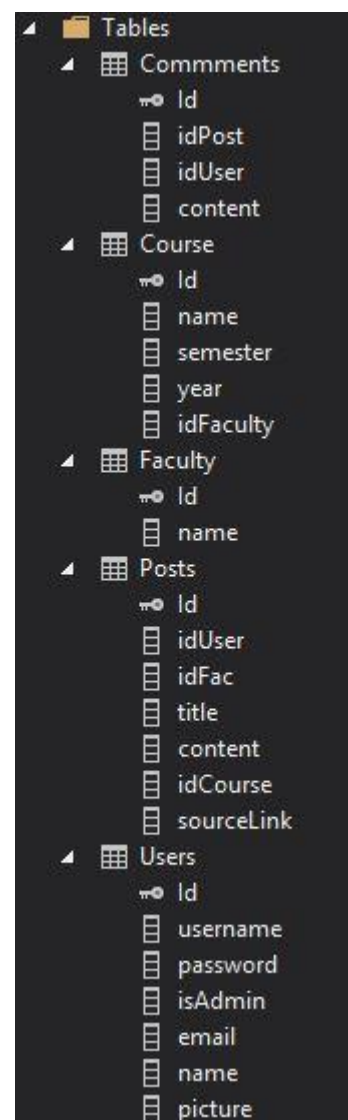 Tables
Commments
Id
idPost
idUser
content
Course
Id
name
semester
year
idFaculty
Faculty
Id
name
Posts
Id
idUser
idFac
title
content
idCourse
sourceLink
Users
Id
username
password
isAdmin
email
name
picture